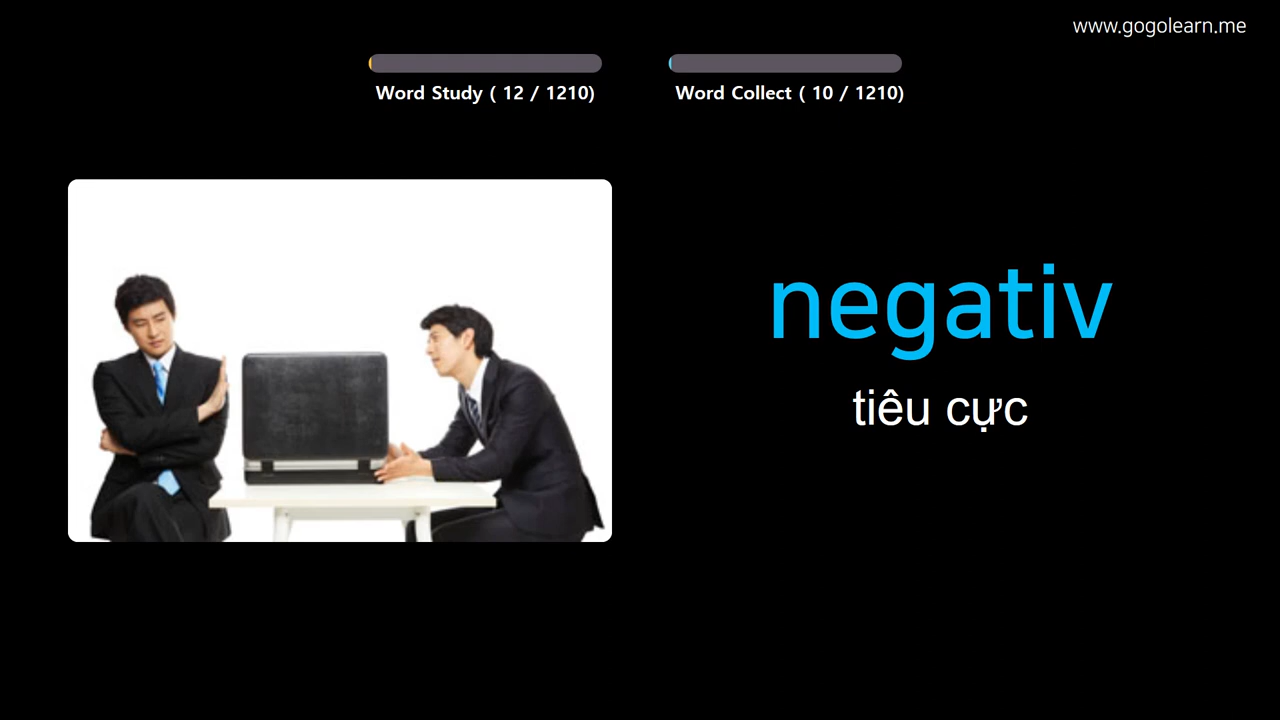 www.gogolearn.me
Word Study ( 12 / 1210)
Word Collect ( 10 / 1210)
negativ
tiêu cực